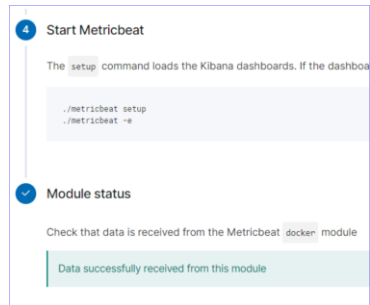 4 Start Metricbeat
The setup command loads the Kibana dashboards. If the dashboa
./metricbeat setup
./metricbeat -e
Module status
Check that data is received from the Metricbeat docker module
Data successfully received from this module